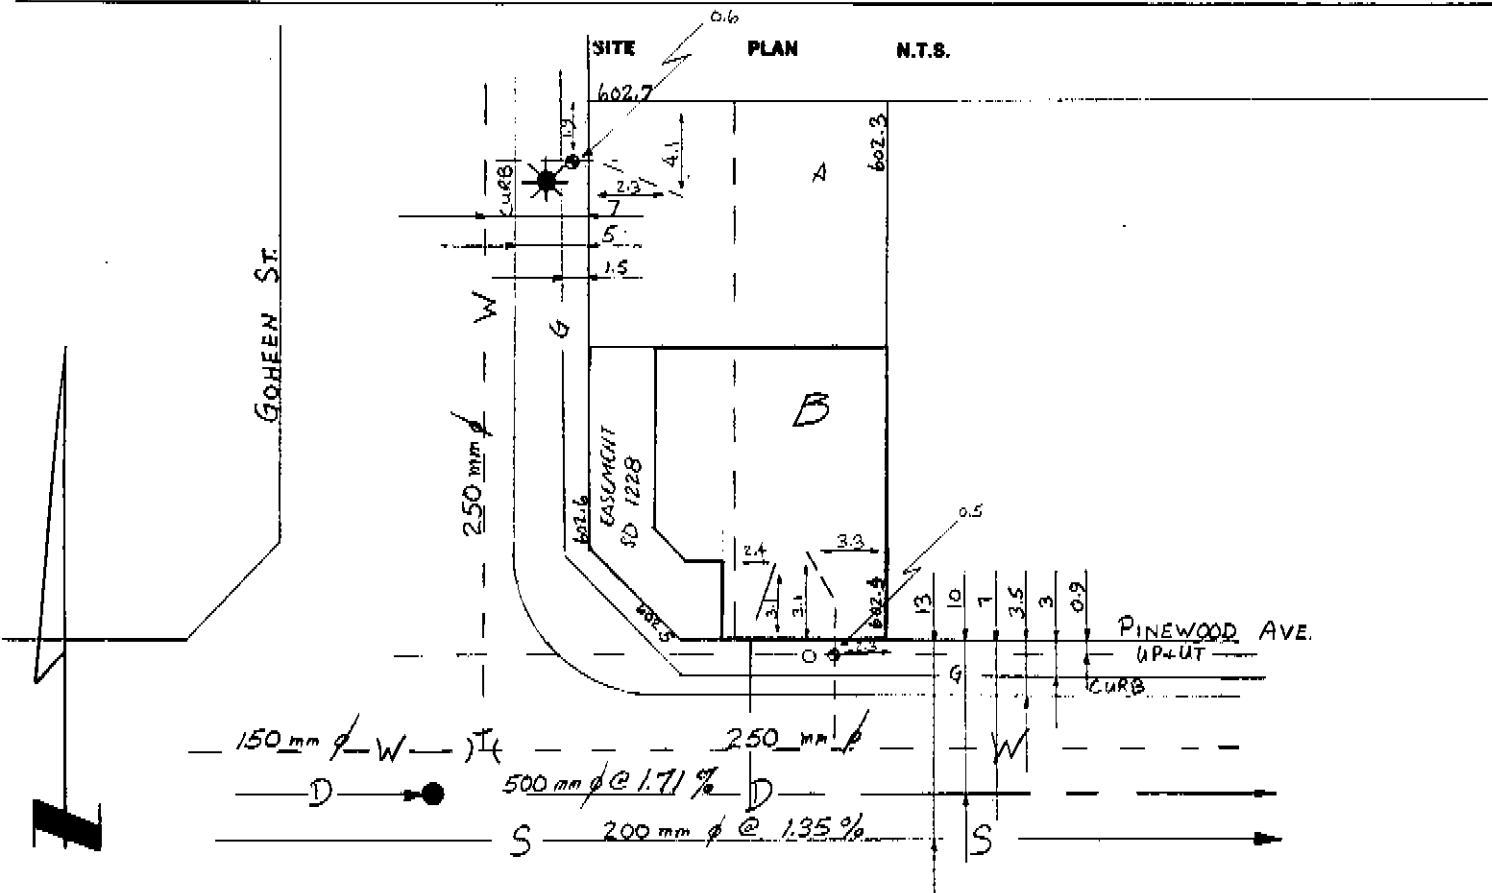 0.6
SITE PLAN N.T.S.
602.7
1.9
4.1
602.3
A
CURB
2.3
7
5
1.5
GOHEEN ST.
W
G
B
250 mm ø
EASEMENT
SD 1228
602.6
0.5
2.4
3.3
3.1
3.1
602.4
602.5
13
10
7
3.5
3
0.9
PINEWOOD AVE.
UP+UT
2.3
G
CURB
150 mm ø W
250 mm ø
W
D
500 mm ø @ 1.71 %
D
S
200 mm ø @ 1.35 %
S